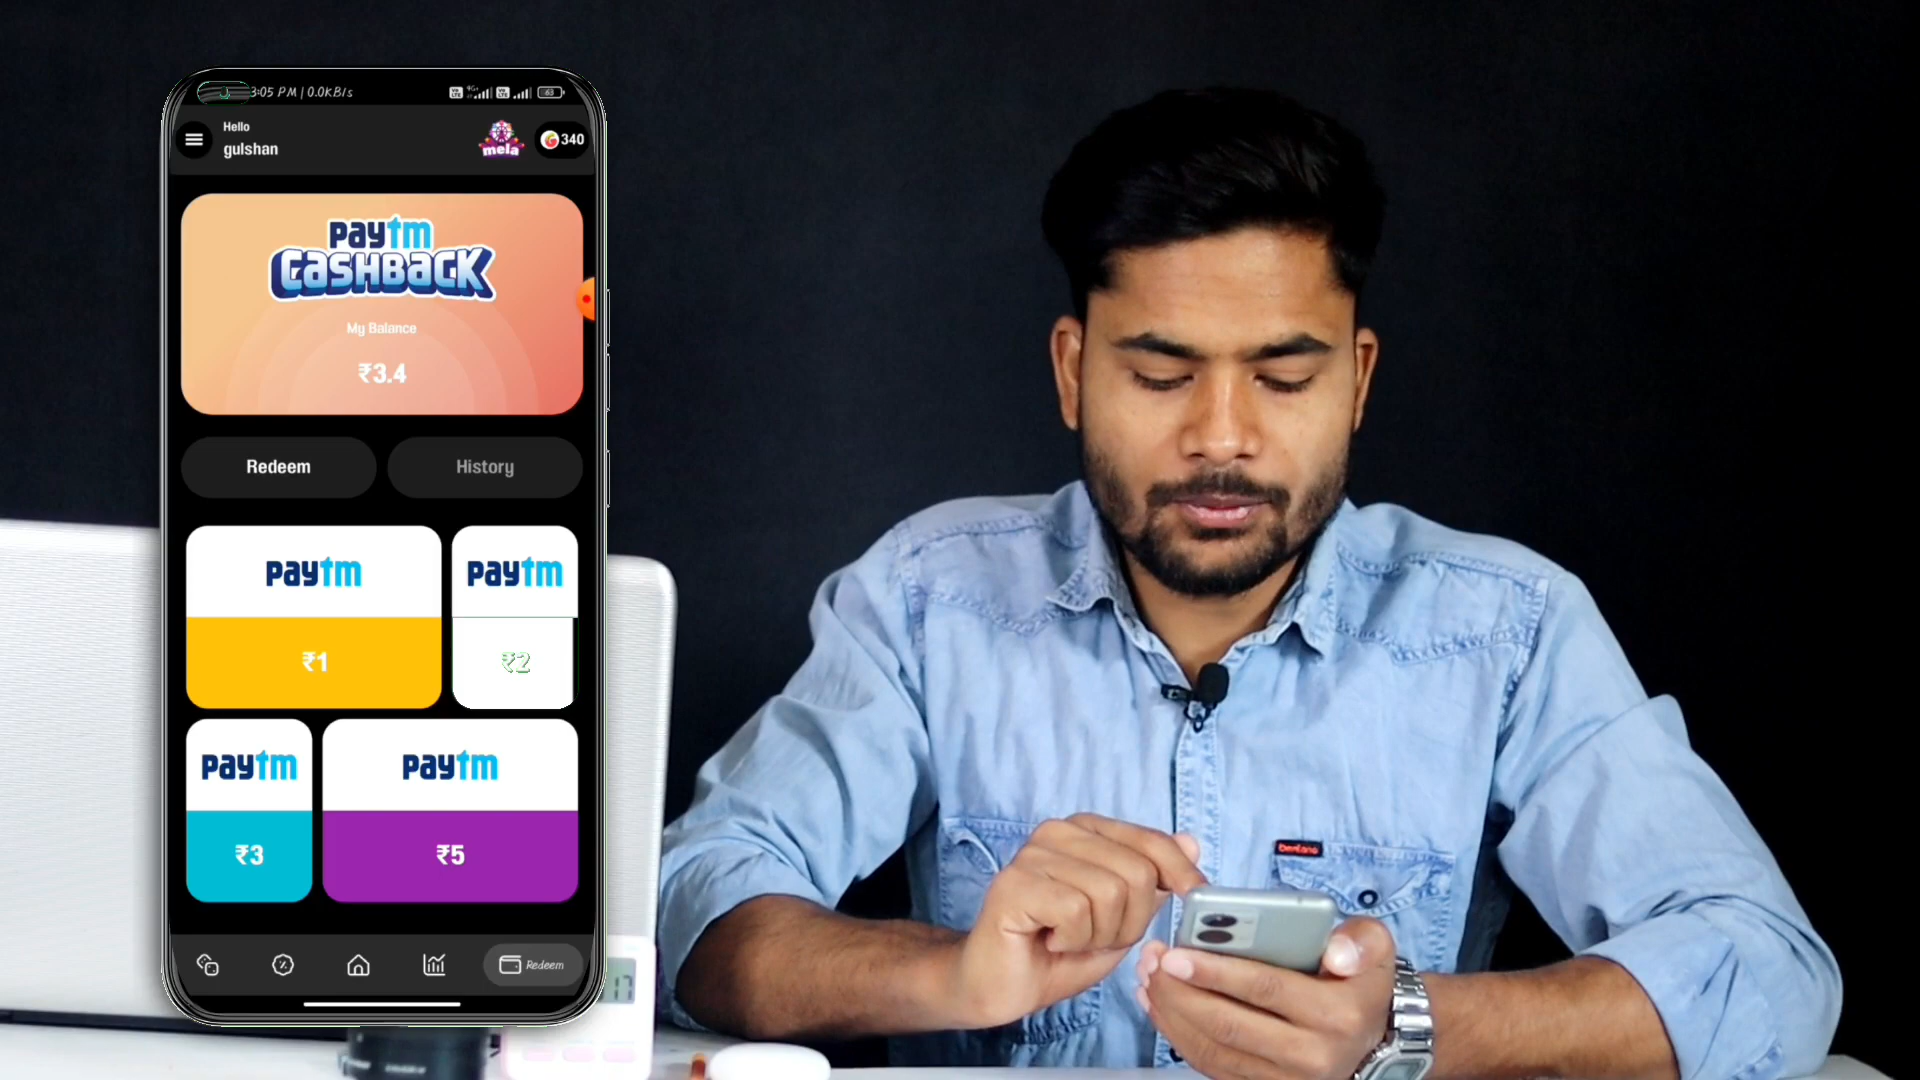 3:05 PM | 0.0KB/s
63
Hello
gulshan
mela
340
paytm
CASHBACK
My Balance
₹3.4
Redeem
History
paytm
₹1
paytm
₹2
paytm
₹3
paytm
₹5
Redeem